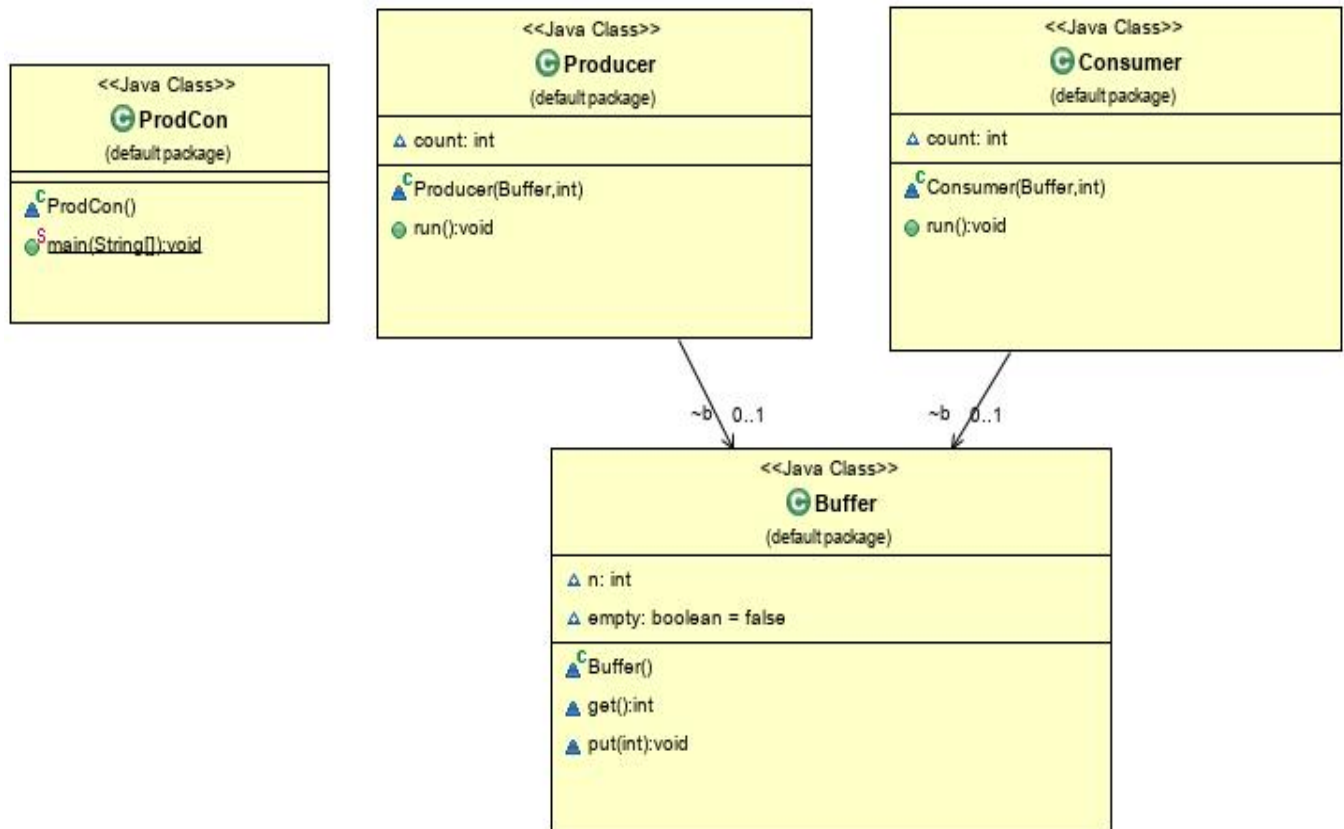 <<Java Class>>
C ProdCon
(default package)
C ProdCon()
S main(String[]):void
<<Java Class>>
C Producer
(default package)
count: int
C Producer(Buffer,int)
run():void
<<Java Class>>
C Consumer
(default package)
count: int
C Consumer(Buffer,int)
run():void
~b 0..1
~b 0..1
<<Java Class>>
C Buffer
(default package)
n: int
empty: boolean = false
C Buffer()
get():int
put(int):void